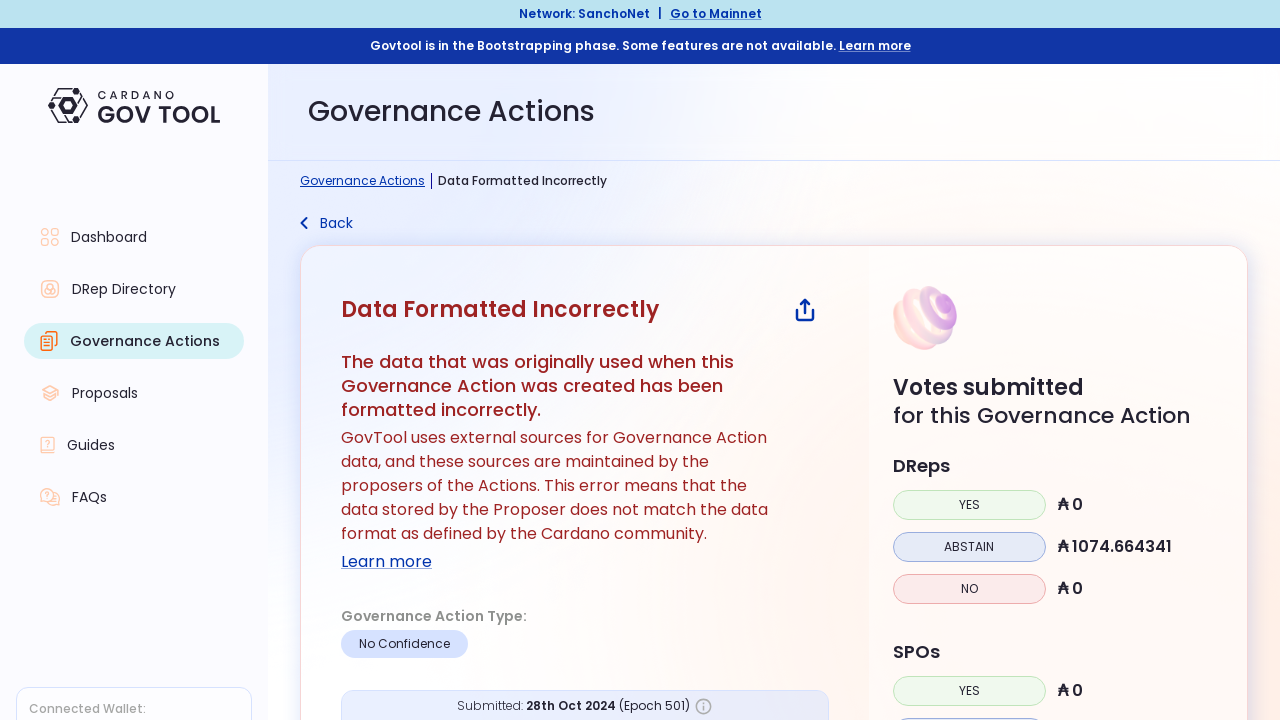 Network: SanchoNet | Go to Mainnet
Govtool is in the Bootstrapping phase. Some features are not available. Learn more
CARDANO
GOV TOOL
Dashboard
DRep Directory
Governance Actions
Proposals
Guides
FAQs
Connected Wallet:
Governance Actions
Governance Actions | Data Formatted Incorrectly
Back
Data Formatted Incorrectly
The data that was originally used when this
Governance Action was created has been
formatted incorrectly.
GovTool uses external sources for Governance Action
data, and these sources are maintained by the
proposers of the Actions. This error means that the
data stored by the Proposer does not match the data
format as defined by the Cardano community.
Learn more
Governance Action Type:
No Confidence
Submitted: 28th Oct 2024 (Epoch 501)
Votes submitted
for this Governance Action
DReps
YES ₳ 0
ABSTAIN ₳ 1074.664341
NO ₳ 0
SPOs
YES ₳ 0